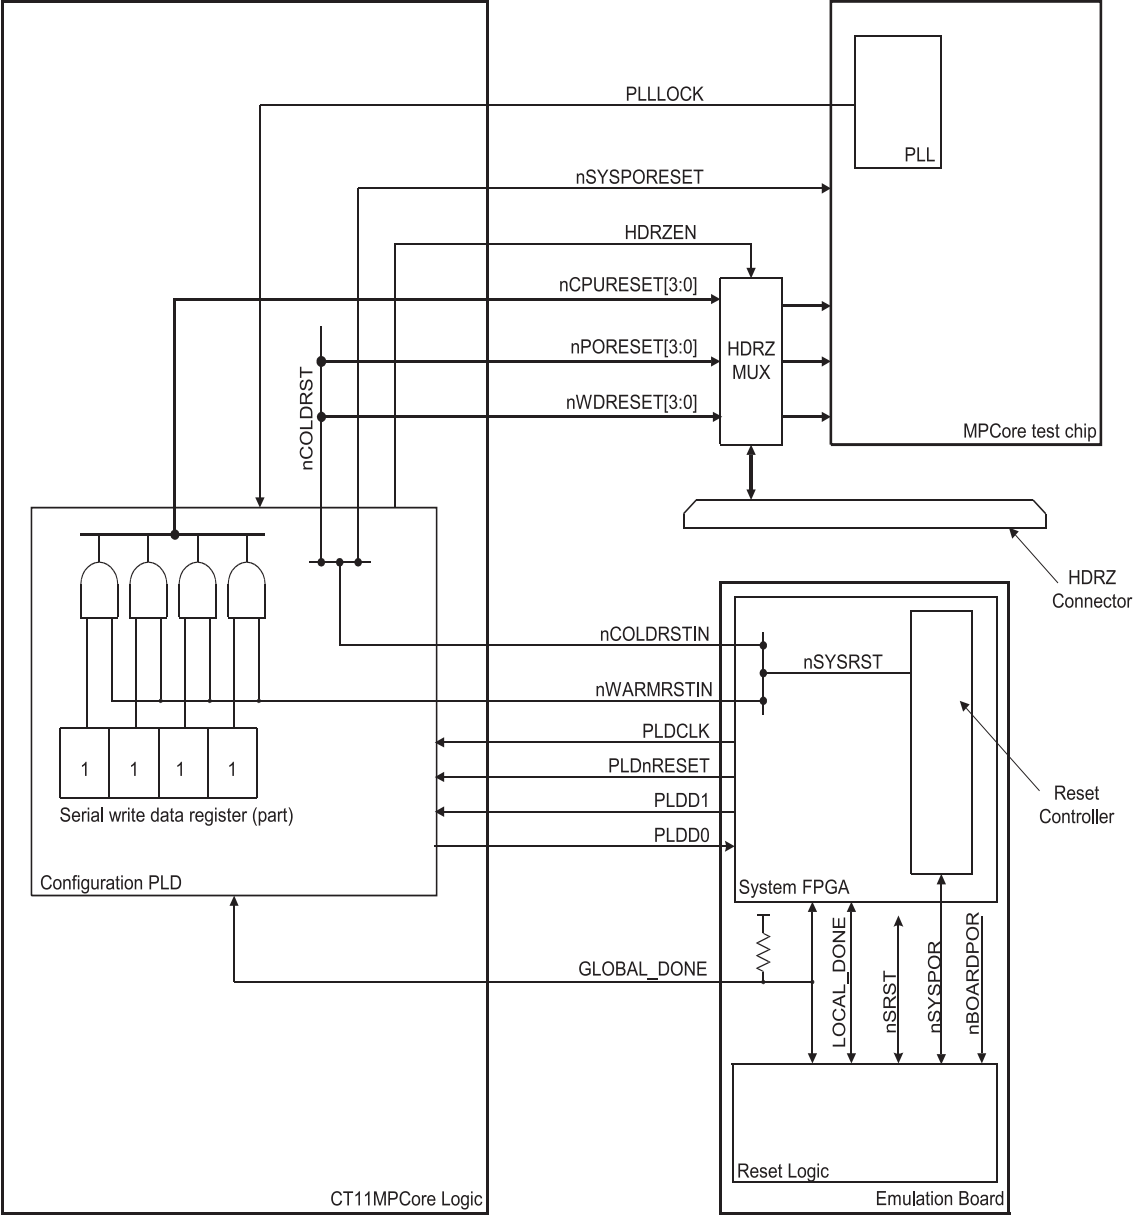 PLLLOCK
PLL
nSYSPORESET
HDRZEN
nCPURESET[3:0]
nPORESET[3:0]
HDRZ
MUX
nWDRESET[3:0]
nCOLDRST
MPCore test chip
HDRZ
Connector
nCOLDRSTIN
nSYSRST
nWARMRSTIN
PLDCLK
PLDnRESET
PLDD1
PLDD0
1
1
1
1
Serial write data register (part)
Reset
Controller
Configuration PLD
System FPGA
GLOBAL_DONE
LOCAL_DONE
nSRST
nSYSPOR
nBOARDPOR
Reset Logic
CT11MPCore Logic
Emulation Board